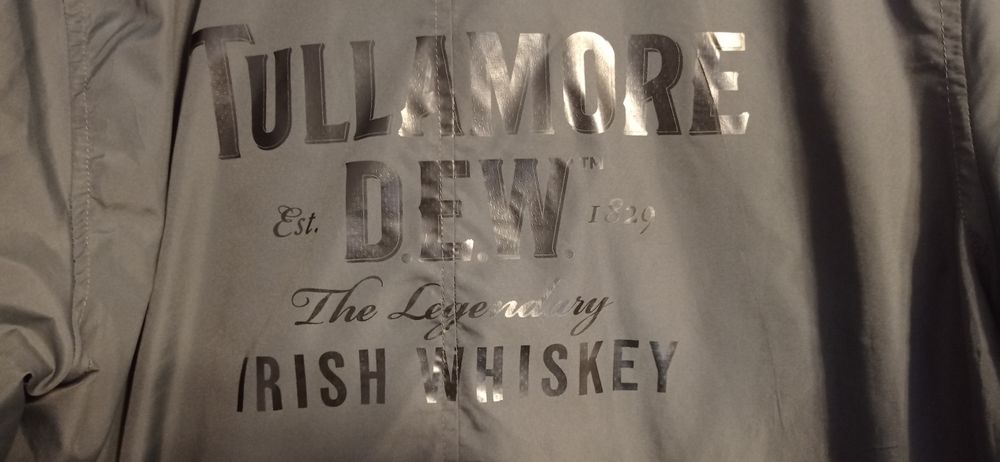 TULLAMORE
D.E.W.™
Est. 1829
The Legendary
IRISH WHISKEY